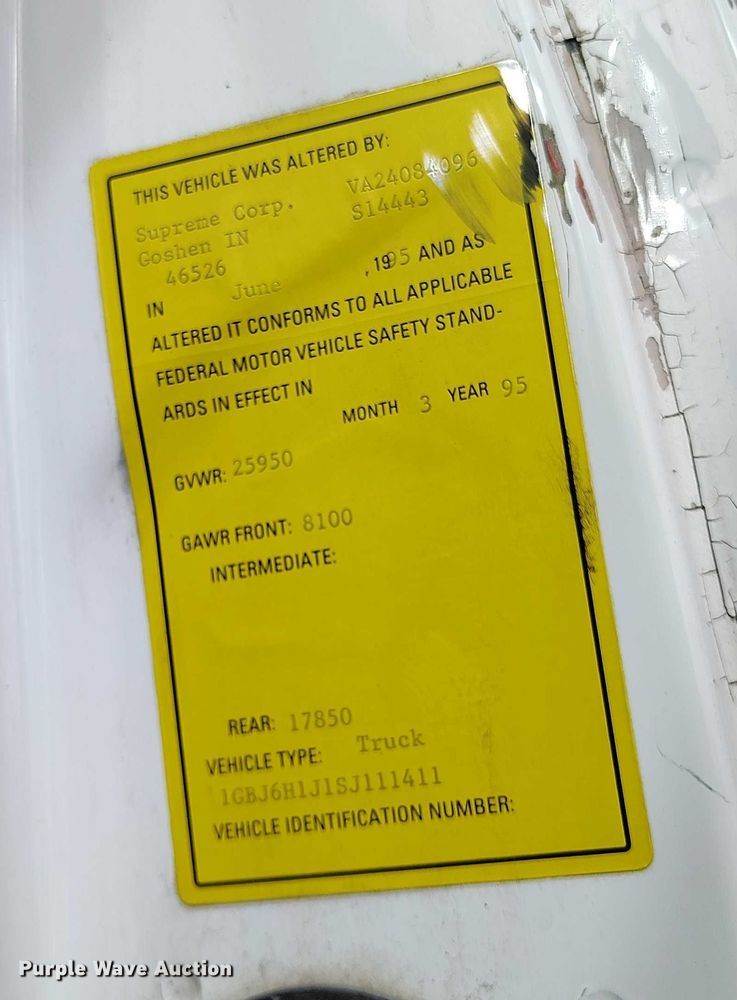 THIS VEHICLE WAS ALTERED BY:
Supreme Corp. VA24084096
Goshen IN S14443
46526
IN June ,1995 AND AS
ALTERED IT CONFORMS TO ALL APPLICABLE
FEDERAL MOTOR VEHICLE SAFETY STAND-
ARDS IN EFFECT IN
MONTH 3 YEAR 95
GVWR: 25950
GAWR FRONT: 8100
INTERMEDIATE:
REAR: 17850
VEHICLE TYPE: Truck
1GBJ6H1J1SJ111411
VEHICLE IDENTIFICATION NUMBER:
Purple Wave Auction